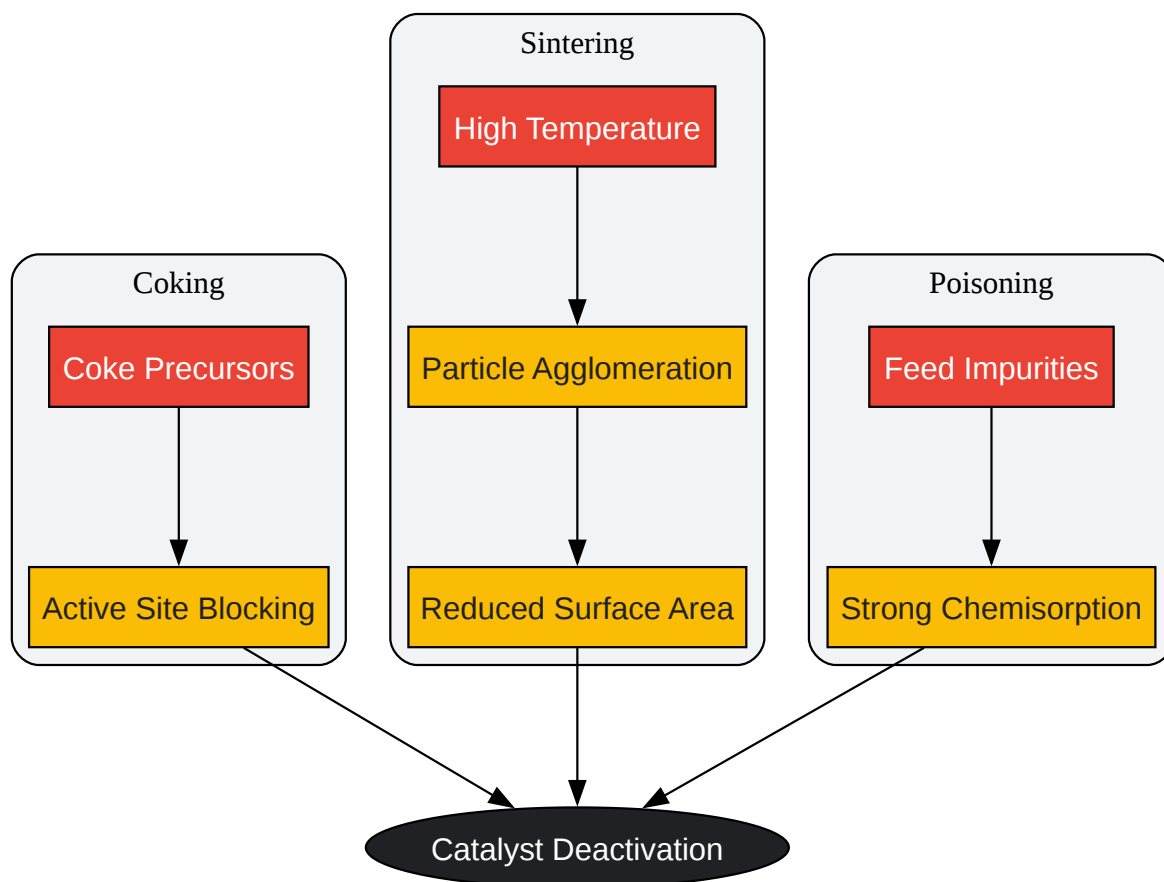 Sintering
High Temperature
Coking
Poisoning
Coke Precursors
Particle Agglomeration
Feed Impurities
Active Site Blocking
Reduced Surface Area
Strong Chemisorption
Catalyst Deactivation